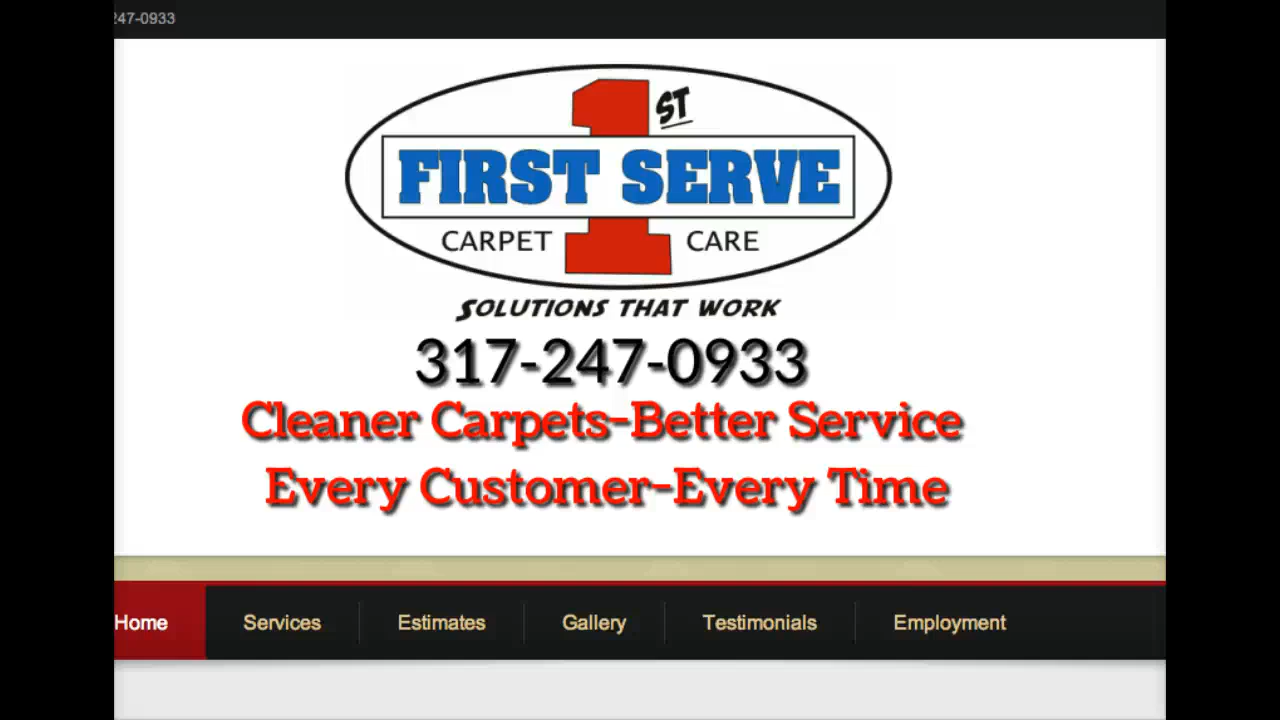 247-0933
1ST
FIRST SERVE
CARPET CARE
SOLUTIONS THAT WORK
317-247-0933
Cleaner Carpets-Better Service
Every Customer-Every Time
Home Services Estimates Gallery Testimonials Employment